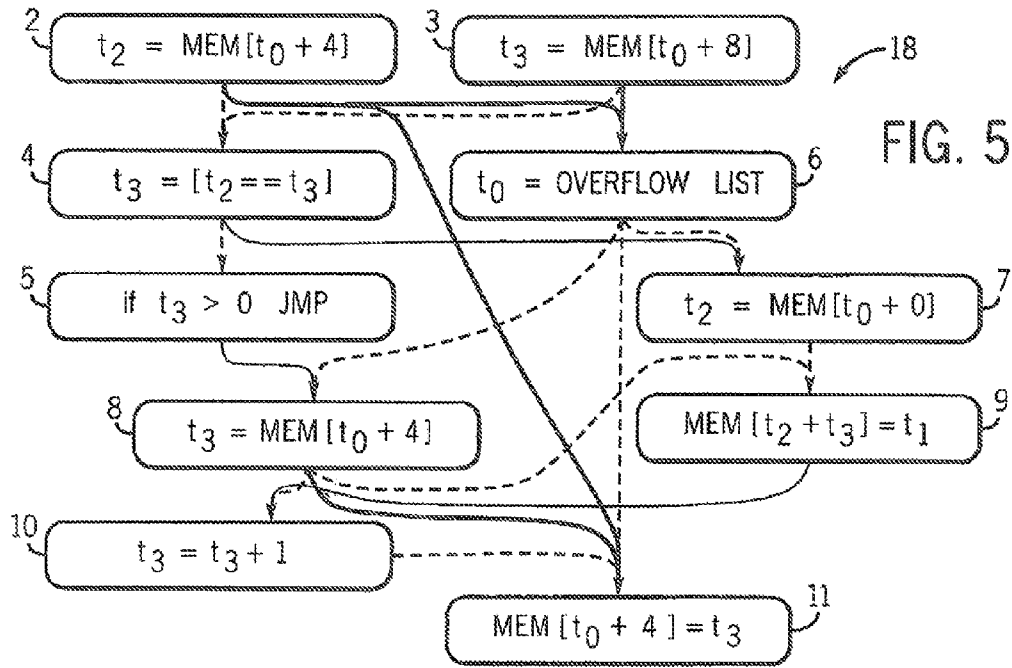 2
t2 = MEM[t0 + 4]
3
t3 = MEM[t0 + 8]
18
FIG. 5
4
t3 = [t2 == t3]
6
t0 = OVERFLOW LIST
5
if t3 > 0 JMP
7
t2 = MEM[t0 + 0]
8
t3 = MEM[t0 + 4]
9
MEM [t2 + t3] = t1
10
t3 = t3 + 1
11
MEM [t0 + 4] = t3